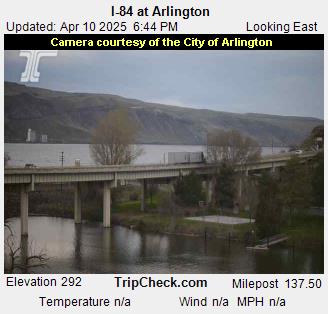 I-84 at Arlington
Updated: Apr 10 2025 6:44 PM Looking East
Camera courtesy of the City of Arlington
Elevation 292 TripCheck.com Milepost 137.50
Temperature n/a Wind n/a MPH n/a